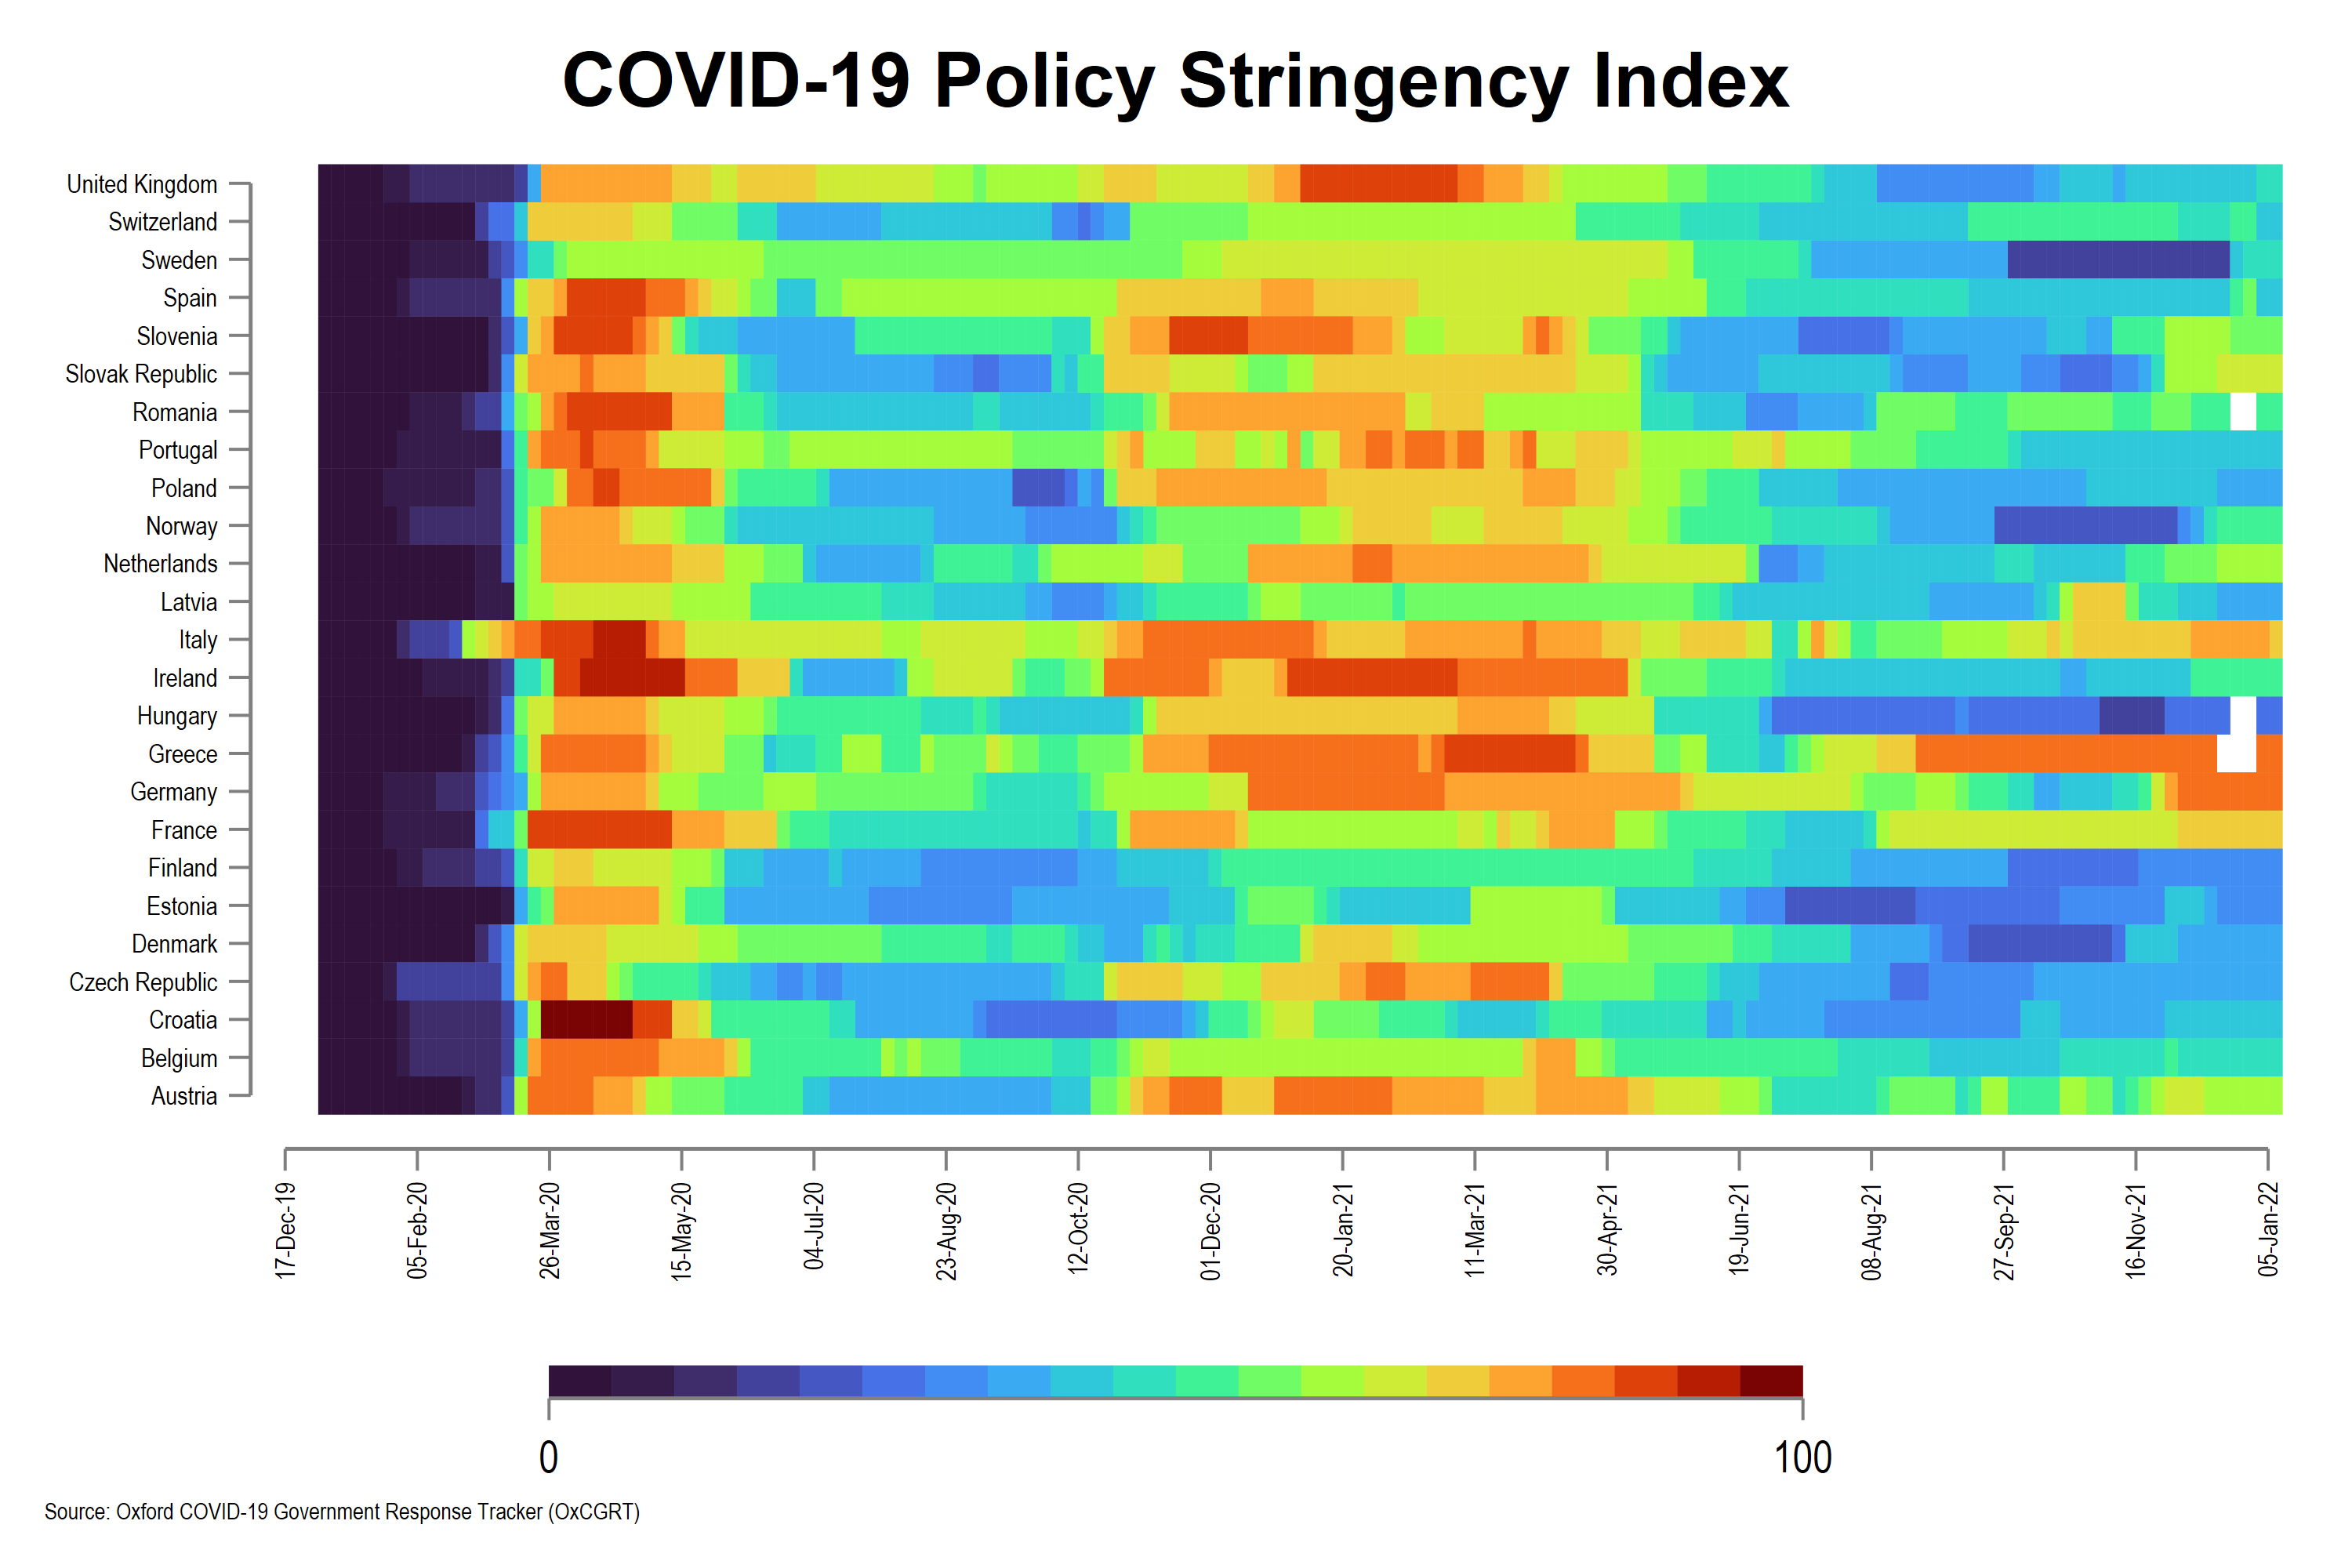 COVID-19 Policy Stringency Index
United Kingdom
Switzerland
Sweden
Spain
Slovenia
Slovak Republic
Romania
Portugal
Poland
Norway
Netherlands
Latvia
Italy
Ireland
Hungary
Greece
Germany
France
Finland
Estonia
Denmark
Czech Republic
Croatia
Belgium
Austria
17-Dec-19
05-Feb-20
26-Mar-20
15-May-20
04-Jul-20
23-Aug-20
12-Oct-20
01-Dec-20
20-Jan-21
11-Mar-21
30-Apr-21
19-Jun-21
08-Aug-21
27-Sep-21
16-Nov-21
05-Jan-22
0
100
Source: Oxford COVID-19 Government Response Tracker (OxCGRT)